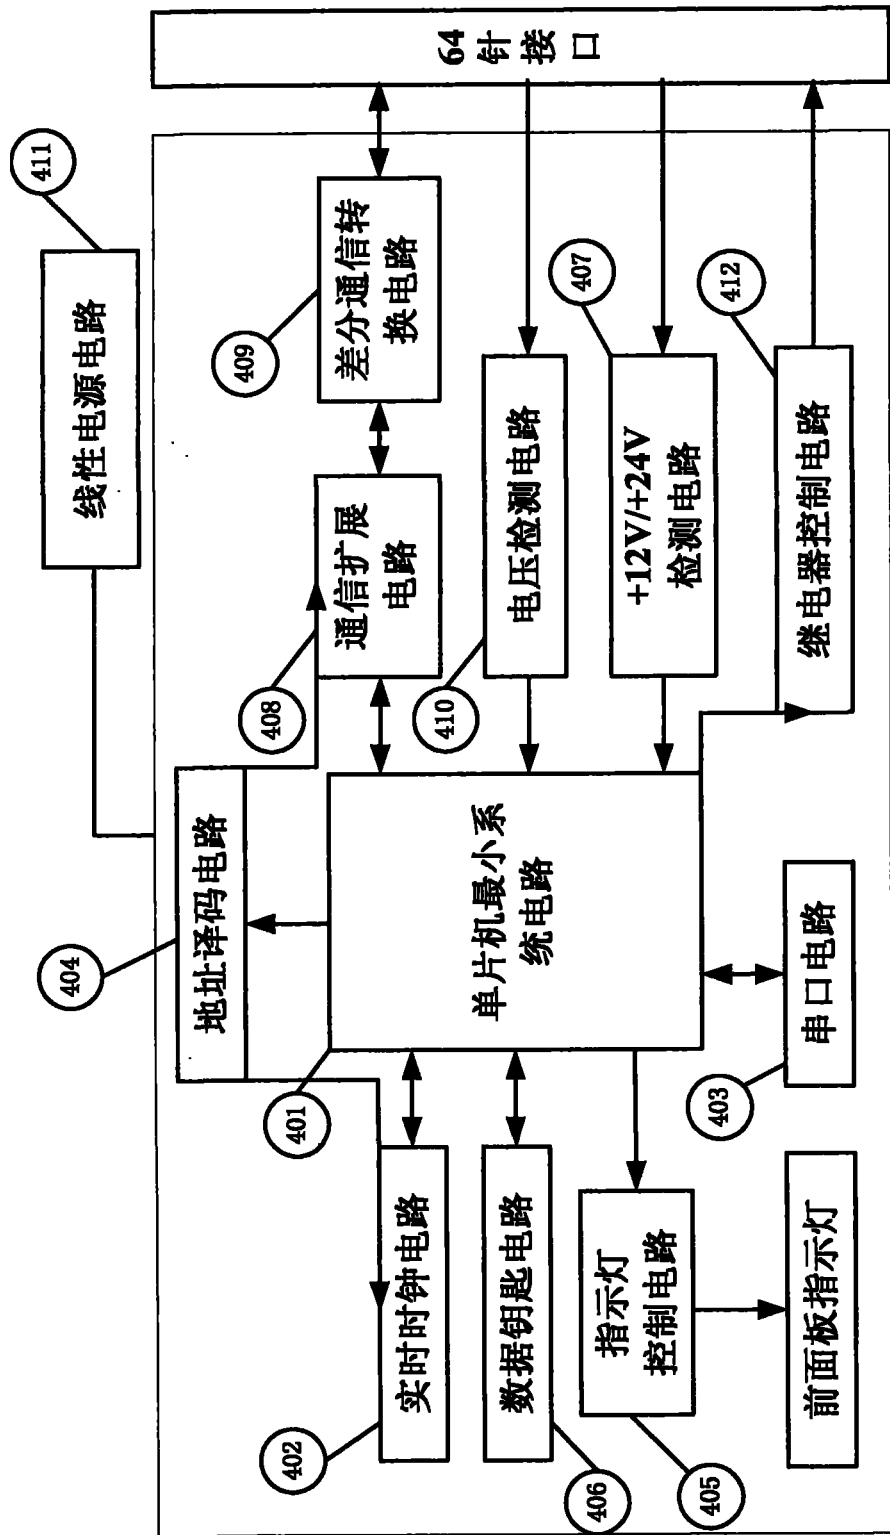 411
线性电源电路
64
针
接
口
404
地址译码电路
408
通信扩展
电路
409
差分通信转
换电路
401
单片机最小系
统电路
410
电压检测电路
407
+12V/+24V
检测电路
412
继电器控制电路
402
实时时钟电路
406
数据钥匙电路
405
指示灯
控制电路
403
串口电路
前面板指示灯